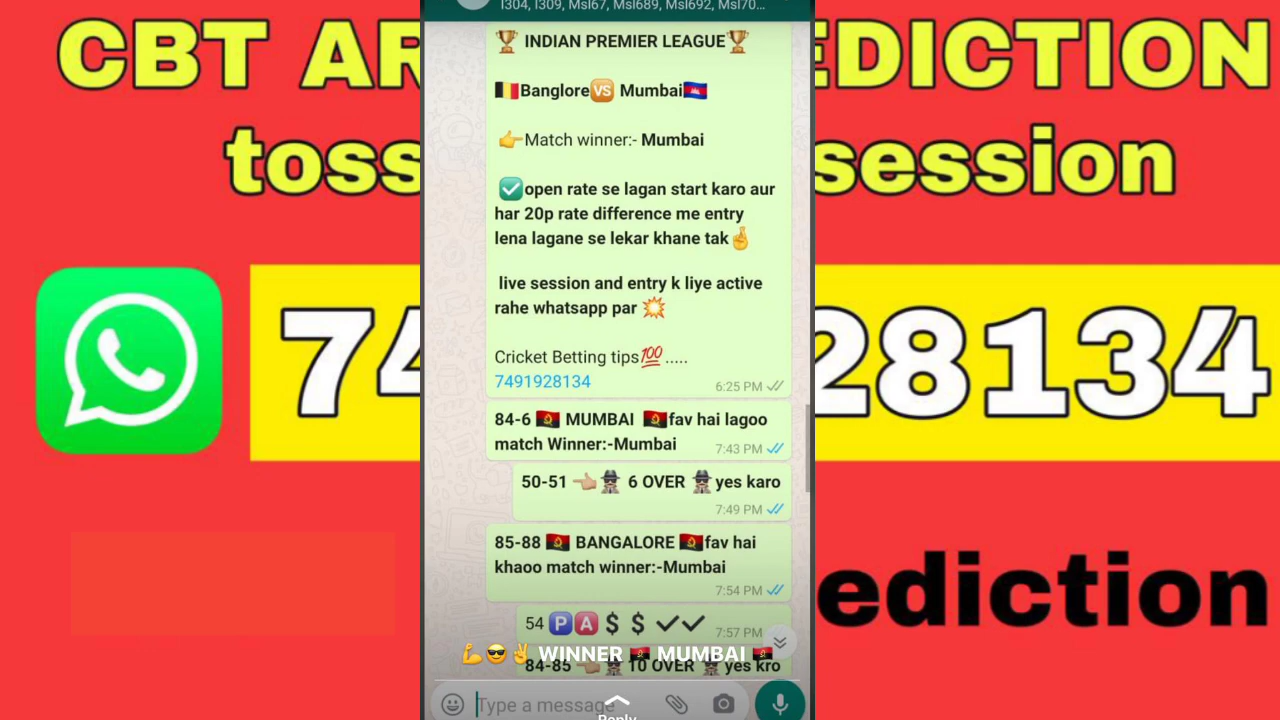 CBT AR
EDICTION
toss
session
74
28134
ediction
I304, I309, Msl67, Msl689, Msl692, Msl70...
🏆 INDIAN PREMIER LEAGUE🏆
🇧🇪Banglore🆚 Mumbai🇰🇭
👉Match winner:- Mumbai
✅open rate se lagan start karo aur
har 20p rate difference me entry
lena lagane se lekar khane tak🤞
live session and entry k liye active
rahe whatsapp par 💥
Cricket Betting tips💯.....
7491928134
6:25 PM
84-6 🇦🇴 MUMBAI 🇦🇴fav hai lagoo
match Winner:-Mumbai
7:43 PM
50-51 👈🏼🕵 6 OVER 🕵yes karo
7:49 PM
85-88 🇦🇴 BANGALORE 🇦🇴fav hai
khaoo match winner:-Mumbai
7:54 PM
54 🅿🅰💲💲✔✔
7:57 PM
💪😎✌ WINNER 🇦🇴 MUMBAI 🇦🇴
84-85 👈🏼🕵 10 OVER 🕵yes kro
Type a message
Reply